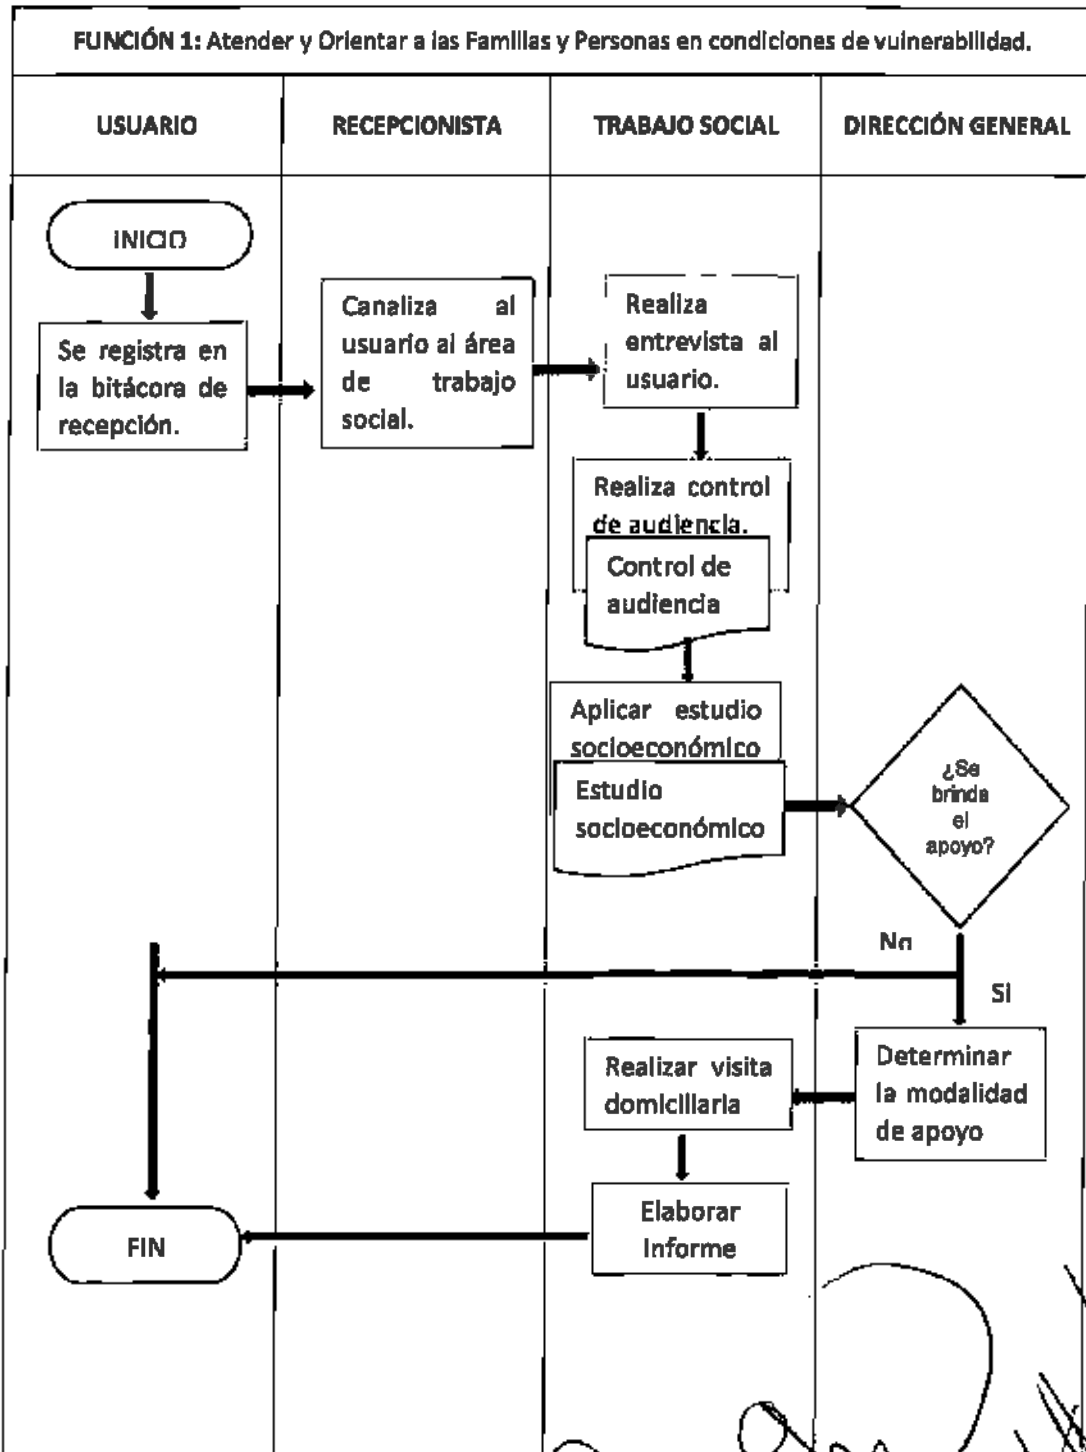 FUNCIÓN 1: Atender y Orientar a las Familias y Personas en condiciones de vulnerabilidad.
USUARIO
RECEPCIONISTA
TRABAJO SOCIAL
DIRECCIÓN GENERAL
INICIO
Se registra en
la bitácora de
recepción.
Canaliza al
usuario al área
de trabajo
social.
Realiza
entrevista al
usuario.
Realiza control
de audiencia.
Control de
audiencia
Aplicar estudio
socioeconómico
Estudio
socioeconómico
¿Se
brinda
el
apoyo?
No
Si
Determinar
la modalidad
de apoyo
Realizar visita
domiciliaria
Elaborar
Informe
FIN